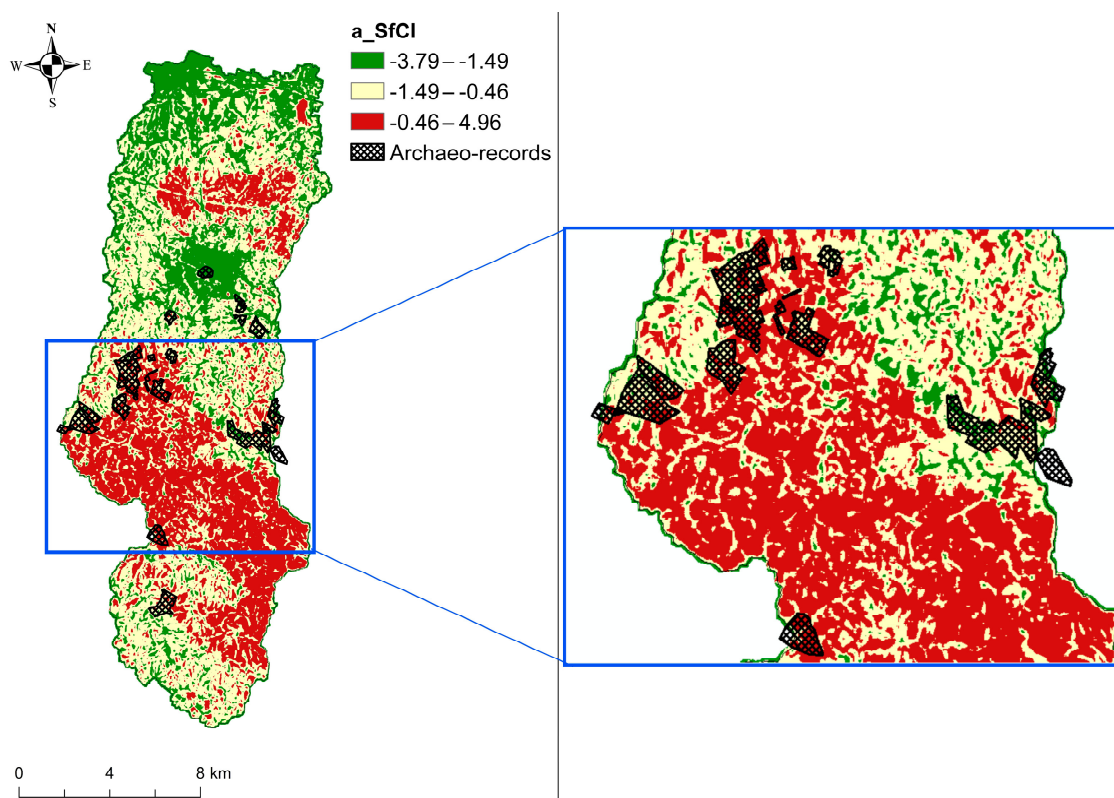 N
W E
S
a_SfCI
-3.79 – -1.49
-1.49 – -0.46
-0.46 – 4.96
Archaeo-records
0 4 8 km